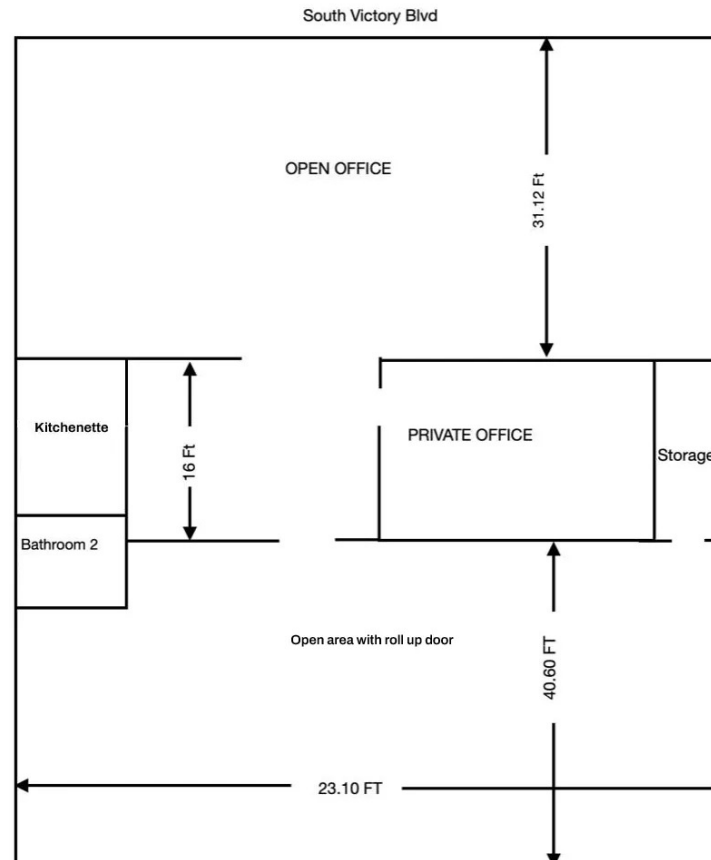 South Victory Blvd
OPEN OFFICE
31.12 Ft
Kitchenette
16 Ft
PRIVATE OFFICE
Storage
Bathroom 2
Open area with roll up door
40.60 FT
23.10 FT